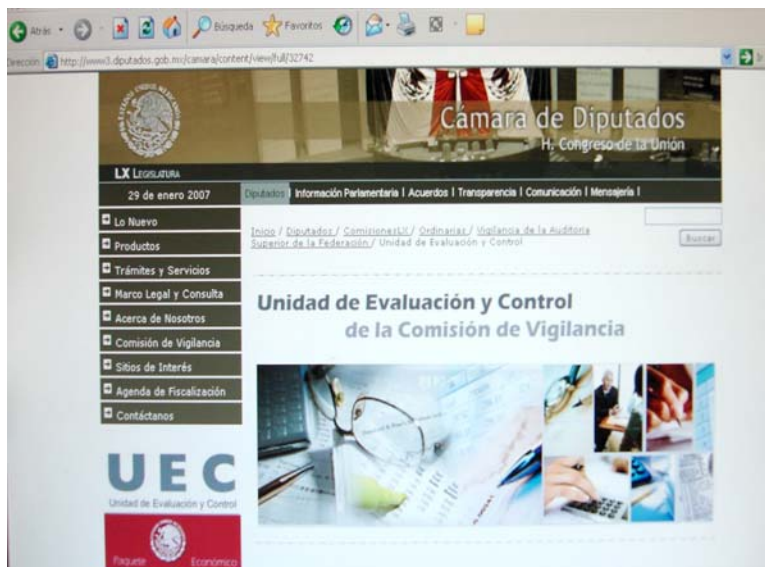 Atrás
Búsqueda
Favoritos
Dirección
http://www3.diputados.gob.mx/camara/content/view/full/32742
Cámara de Diputados
H. Congreso de la Unión
LX LEGISLATURA
29 de enero 2007
Diputados | Información Parlamentaria | Acuerdos | Transparencia | Comunicación | Mensajería |
Lo Nuevo
Productos
Trámites y Servicios
Marco Legal y Consulta
Acerca de Nosotros
Comisión de Vigilancia
Sitios de Interés
Agenda de Fiscalización
Contáctanos
Inicio / Diputados / ComisionesLX / Ordinarias / Vigilancia de la Auditoria
Superior de la Federación / Unidad de Evaluación y Control
Buscar
Unidad de Evaluación y Control
de la Comisión de Vigilancia
UEC
Unidad de Evaluación y Control
Paquete Económico